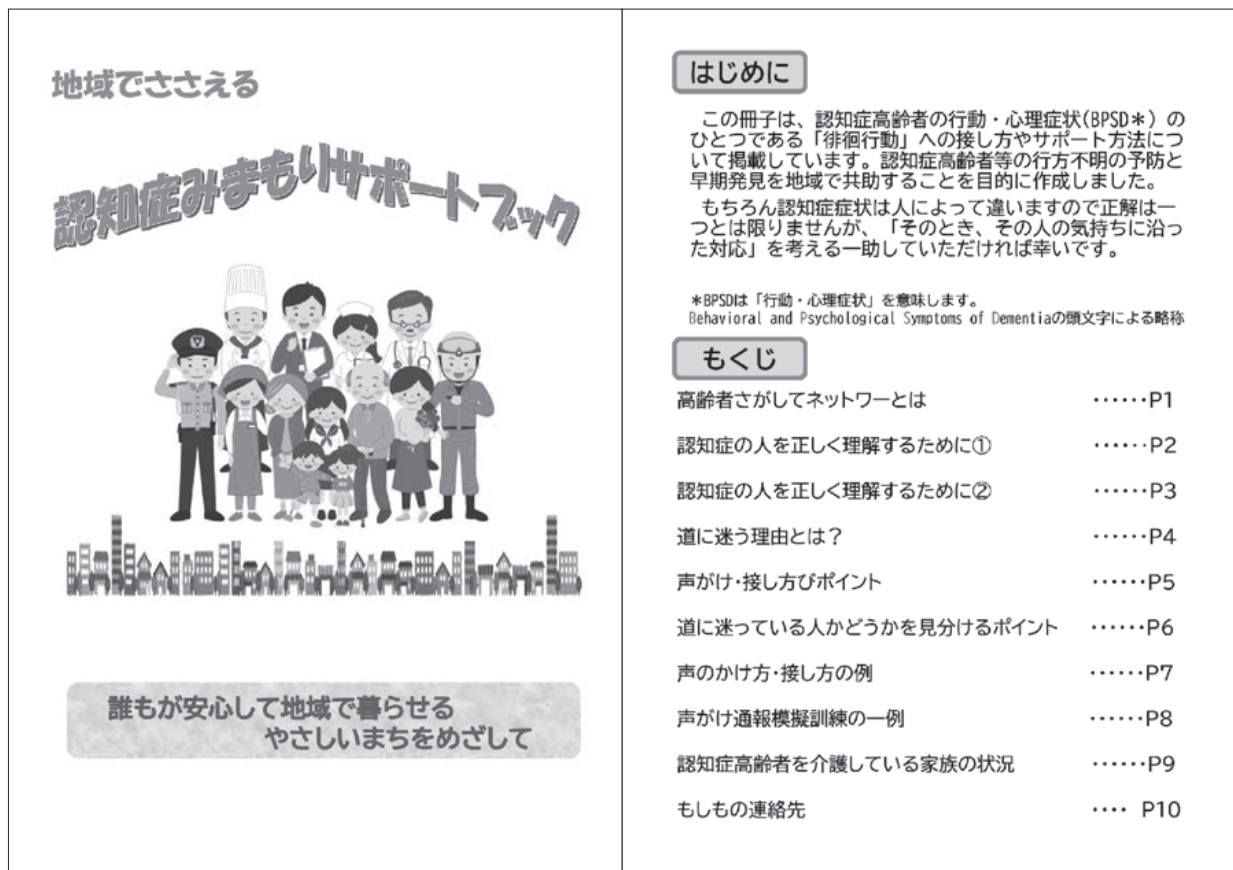 地域でささえる
認知症みまもりサポートブック
誰もが安心して地域で暮らせる
やさしいまちをめざして
はじめに
この冊子は、認知症高齢者の行動・心理症状(BPSD＊) の
ひとつである「徘徊行動」への接し方やサポート方法につ
いて掲載しています。認知症高齢者等の行方不明の予防と
早期発見を地域で共助することを目的に作成しました。
もちろん認知症症状は人によって違いますので正解は一
つとは限りませんが、「そのとき、その人の気持ちに沿っ
た対応」を考える一助していただければ幸いです。
＊BPSDは「行動・心理症状」を意味します。
Behavioral and Psychological Symptoms of Dementiaの頭文字による略称
もくじ
高齢者さがしてネットワーとは ······P1
認知症の人を正しく理解するために① ······P2
認知症の人を正しく理解するために② ······P3
道に迷う理由とは？ ······P4
声がけ・接し方びポイント ······P5
道に迷っている人かどうかを見分けるポイント ······P6
声のかけ方・接し方の例 ······P7
声がけ通報模擬訓練の一例 ······P8
認知症高齢者を介護している家族の状況 ······P9
もしもの連絡先 ···· P10